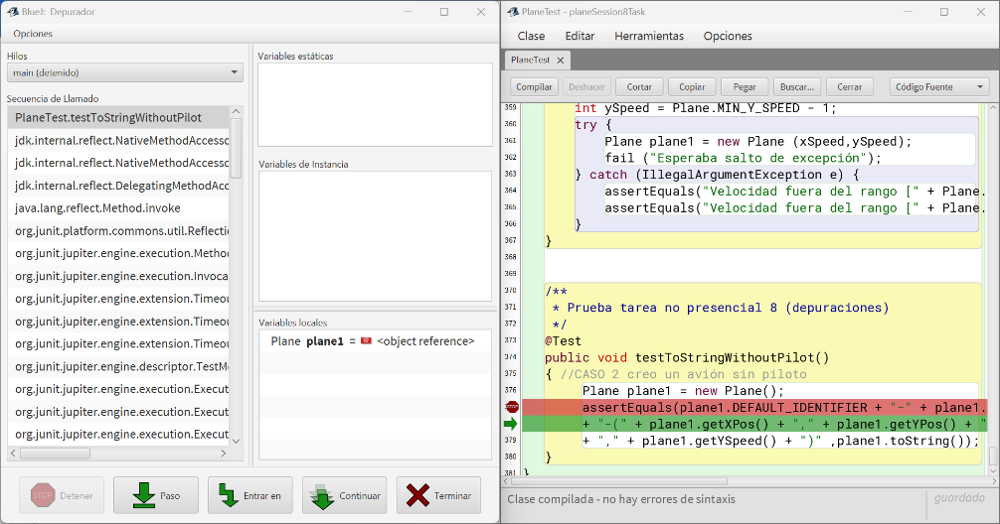 BlueJ: Depurador
Opciones
Hilos
main (detenido)
Secuencia de Llamado
PlaneTest.testToStringWithoutPilot
jdk.internal.reflect.NativeMethodAccesso
jdk.internal.reflect.NativeMethodAccesso
jdk.internal.reflect.DelegatingMethodAcc
java.lang.reflect.Method.invoke
org.junit.platform.commons.util.Reflectio
org.junit.jupiter.engine.execution.Metho
org.junit.jupiter.engine.execution.Invoca
org.junit.jupiter.engine.extension.Timeou
org.junit.jupiter.engine.extension.Timeou
org.junit.jupiter.engine.extension.Timeou
org.junit.jupiter.engine.descriptor.TestMe
org.junit.jupiter.engine.execution.Execut
org.junit.jupiter.engine.execution.Execut
org.junit.jupiter.engine.execution.Execut
Variables estáticas
Variables de Instancia
Variables locales
Plane plane1 = <object reference>
STOP
Detener
Paso
Entrar en
Continuar
Terminar
PlaneTest - planeSession8Task
Clase
Editar
Herramientas
Opciones
PlaneTest
Compilar
Deshacer
Cortar
Copiar
Pegar
Buscar...
Cerrar
Código Fuente
359 int ySpeed = Plane.MIN_Y_SPEED - 1;
360 try {
361 Plane plane1 = new Plane (xSpeed,ySpeed);
362 fail ("Esperaba salto de excepción");
363 } catch (IllegalArgumentException e) {
364 assertEquals("Velocidad fuera del rango [" + Plane.
365 assertEquals("Velocidad fuera del rango [" + Plane.
366 }
367 }
368
369
370 /**
371 * Prueba tarea no presencial 8 (depuraciones)
372 */
373 @Test
374 public void testToStringWithoutPilot()
375 { //CASO 2 creo un avión sin piloto
376 Plane plane1 = new Plane();
STOP assertEquals(plane1.DEFAULT_IDENTIFIER + "-" + plane1.
+ "-(" + plane1.getXPos() + "," + plane1.getYPos() + "
379 + "," + plane1.getYSpeed() + ")" ,plane1.toString());
380 }
381 }
Clase compilada - no hay errores de sintaxis
guardado